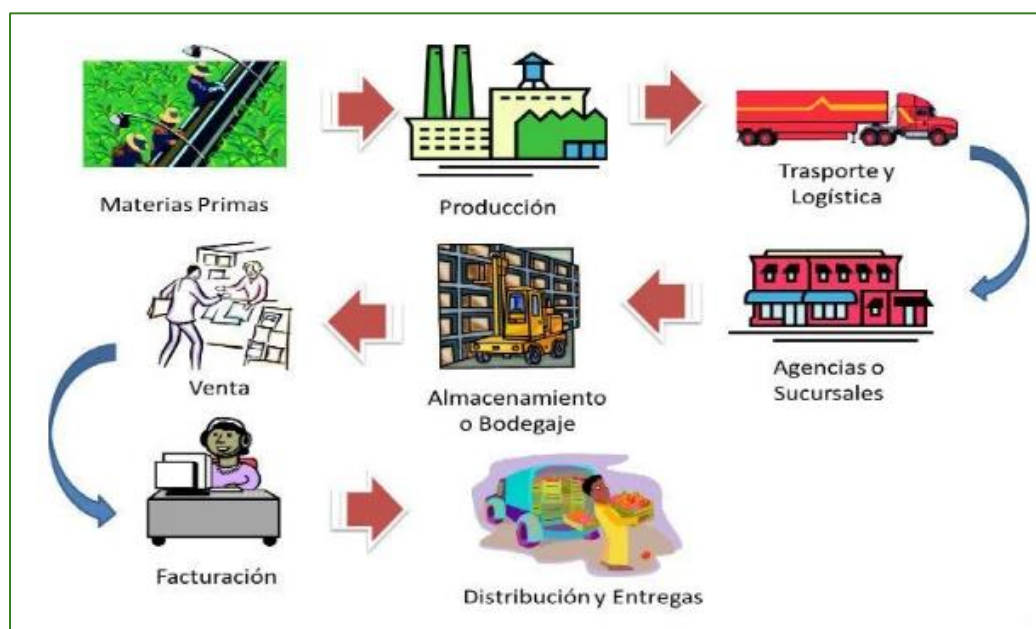 Materias Primas
Producción
Trasporte y
Logística
Agencias o
Sucursales
Almacenamiento
o Bodegaje
Venta
Facturación
Distribución y Entregas